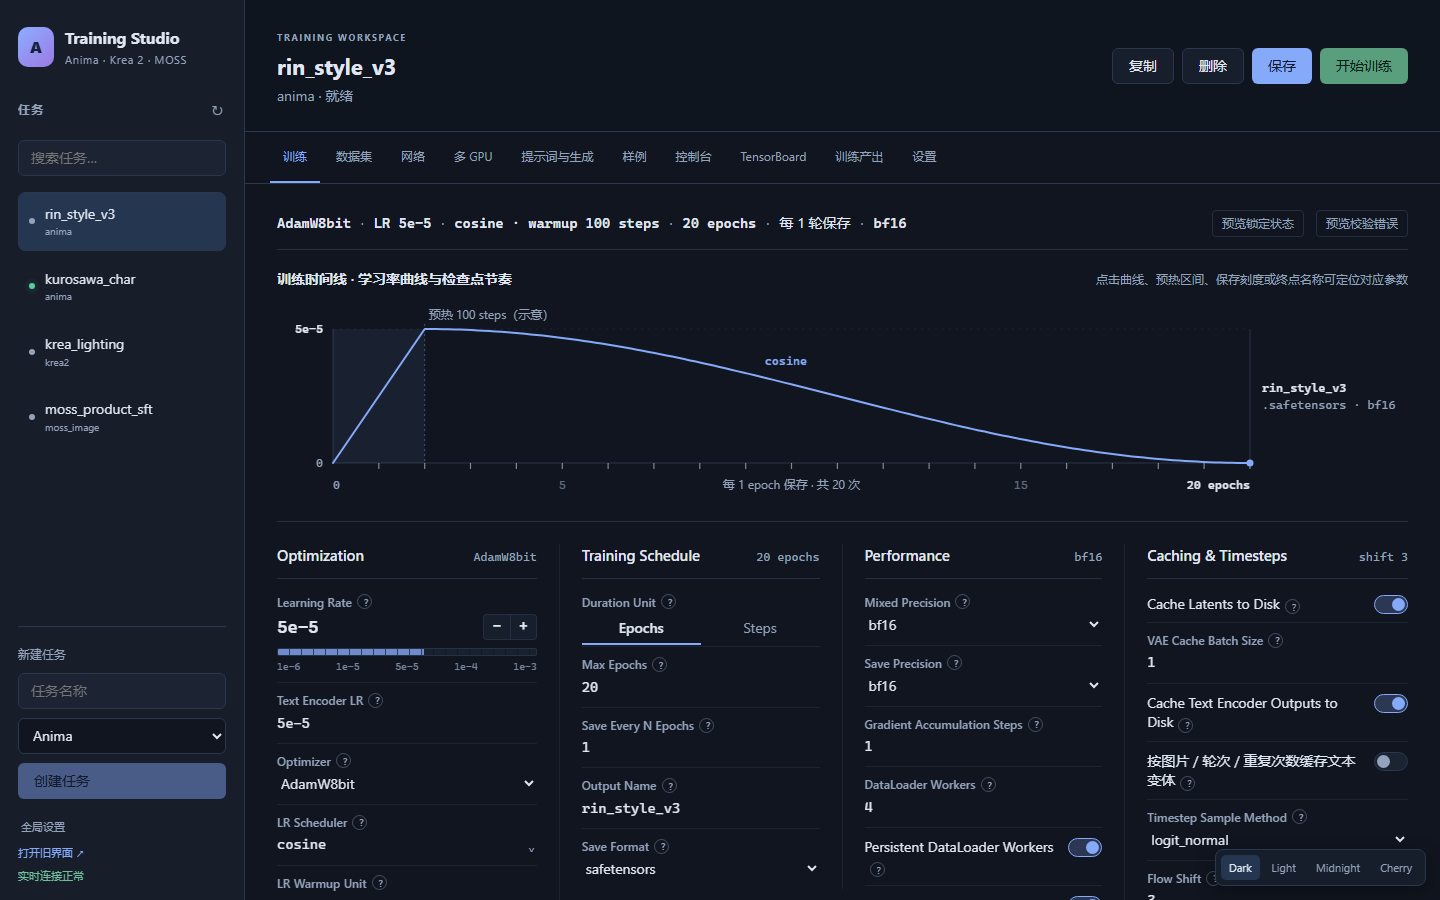 A
Training Studio
Anima · Krea 2 · MOSS
任务
搜索任务...
rin_style_v3
anima
kurosawa_char
anima
krea_lighting
krea2
moss_product_sft
moss_image
新建任务
任务名称
Anima
创建任务
全局设置
打开旧界面 ↗
实时连接正常
TRAINING WORKSPACE
rin_style_v3
anima · 就绪
复制
删除
保存
开始训练
训练
数据集
网络
多 GPU
提示词与生成
样例
控制台
TensorBoard
训练产出
设置
AdamW8bit · LR 5e-5 · cosine · warmup 100 steps · 20 epochs · 每 1 轮保存 · bf16
预览锁定状态
预览校验错误
训练时间线 · 学习率曲线与检查点节奏
点击曲线、预热区间、保存刻度或终点名称可定位对应参数
预热 100 steps（示意）
5e-5
cosine
rin_style_v3
.safetensors · bf16
0
0
5
每 1 epoch 保存 · 共 20 次
15
20 epochs
Optimization
AdamW8bit
Learning Rate ?
5e-5
− +
1e-6 1e-5 5e-5 1e-4 1e-3
Text Encoder LR ?
5e-5
Optimizer ?
AdamW8bit
LR Scheduler ?
cosine
LR Warmup Unit ?
Training Schedule
20 epochs
Duration Unit ?
Epochs
Steps
Max Epochs ?
20
Save Every N Epochs ?
1
Output Name ?
rin_style_v3
Save Format ?
safetensors
Performance
bf16
Mixed Precision ?
bf16
Save Precision ?
bf16
Gradient Accumulation Steps ?
1
DataLoader Workers ?
4
Persistent DataLoader Workers
?
Caching & Timesteps
shift 3
Cache Latents to Disk ?
VAE Cache Batch Size ?
1
Cache Text Encoder Outputs to
Disk ?
按图片 / 轮次 / 重复次数缓存文本
变体 ?
Timestep Sample Method ?
logit_normal
Flow Shift ?
Dark
Light
Midnight
Cherry